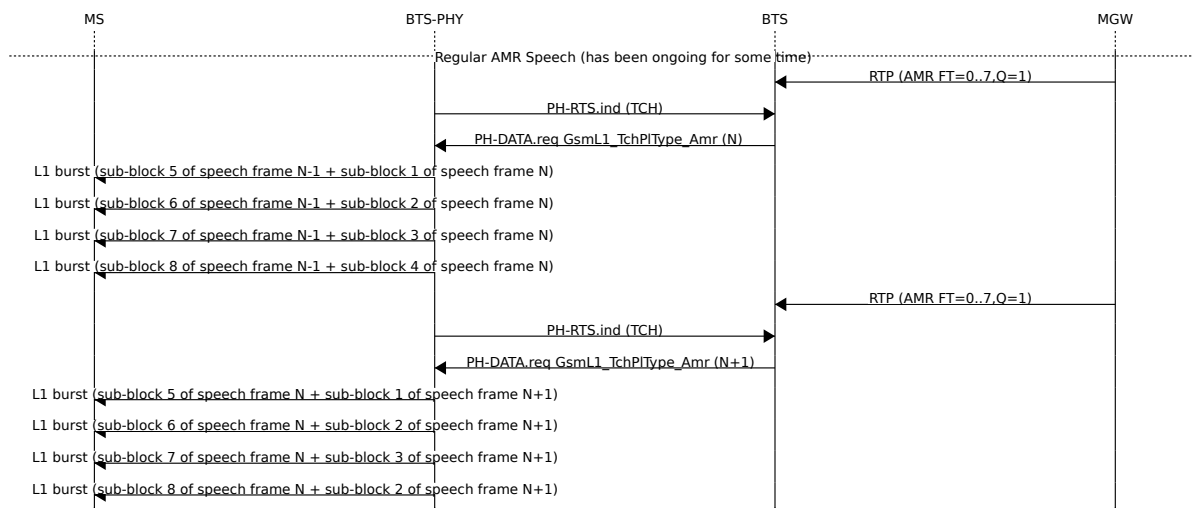 MS BTS-PHY BTS MGW
Regular AMR Speech (has been ongoing for some time)
RTP (AMR FT=0..7,Q=1)
PH-RTS.ind (TCH)
PH-DATA.req GsmL1_TchPlType_Amr (N)
L1 burst (sub-block 5 of speech frame N-1 + sub-block 1 of speech frame N)
L1 burst (sub-block 6 of speech frame N-1 + sub-block 2 of speech frame N)
L1 burst (sub-block 7 of speech frame N-1 + sub-block 3 of speech frame N)
L1 burst (sub-block 8 of speech frame N-1 + sub-block 4 of speech frame N)
RTP (AMR FT=0..7,Q=1)
PH-RTS.ind (TCH)
PH-DATA.req GsmL1_TchPlType_Amr (N+1)
L1 burst (sub-block 5 of speech frame N + sub-block 1 of speech frame N+1)
L1 burst (sub-block 6 of speech frame N + sub-block 2 of speech frame N+1)
L1 burst (sub-block 7 of speech frame N + sub-block 3 of speech frame N+1)
L1 burst (sub-block 8 of speech frame N + sub-block 2 of speech frame N+1)